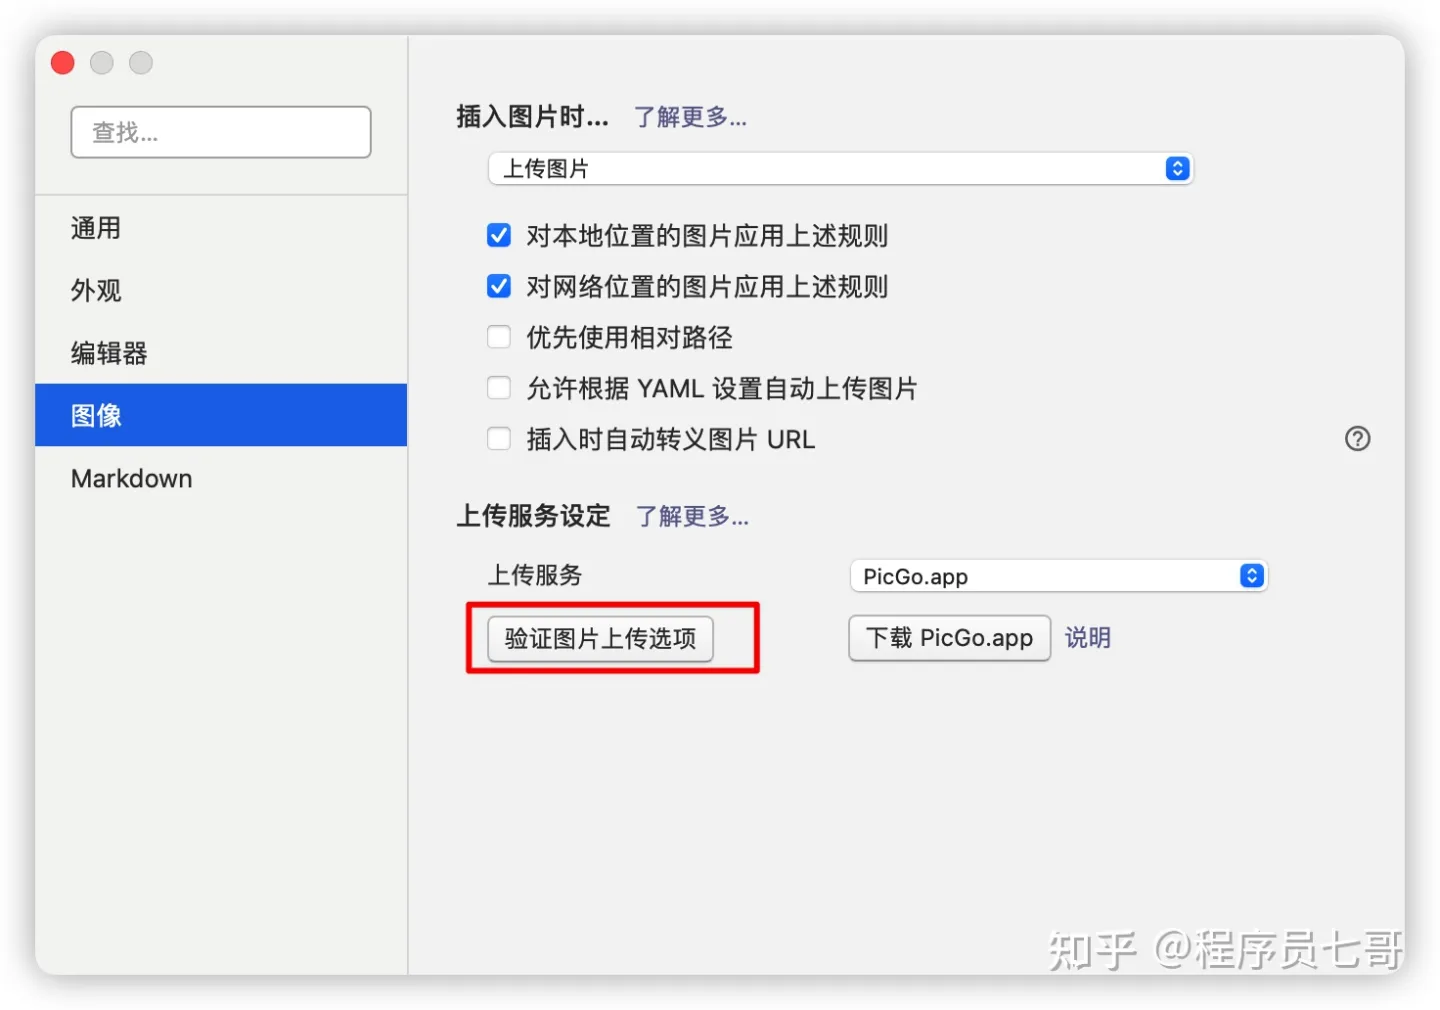 查找...
通用
外观
编辑器
图像
Markdown
插入图片时... 了解更多...
上传图片
对本地位置的图片应用上述规则
对网络位置的图片应用上述规则
优先使用相对路径
允许根据 YAML 设置自动上传图片
插入时自动转义图片 URL
?
上传服务设定 了解更多...
上传服务 PicGo.app
验证图片上传选项 下载 PicGo.app 说明
知乎 @程序员七哥